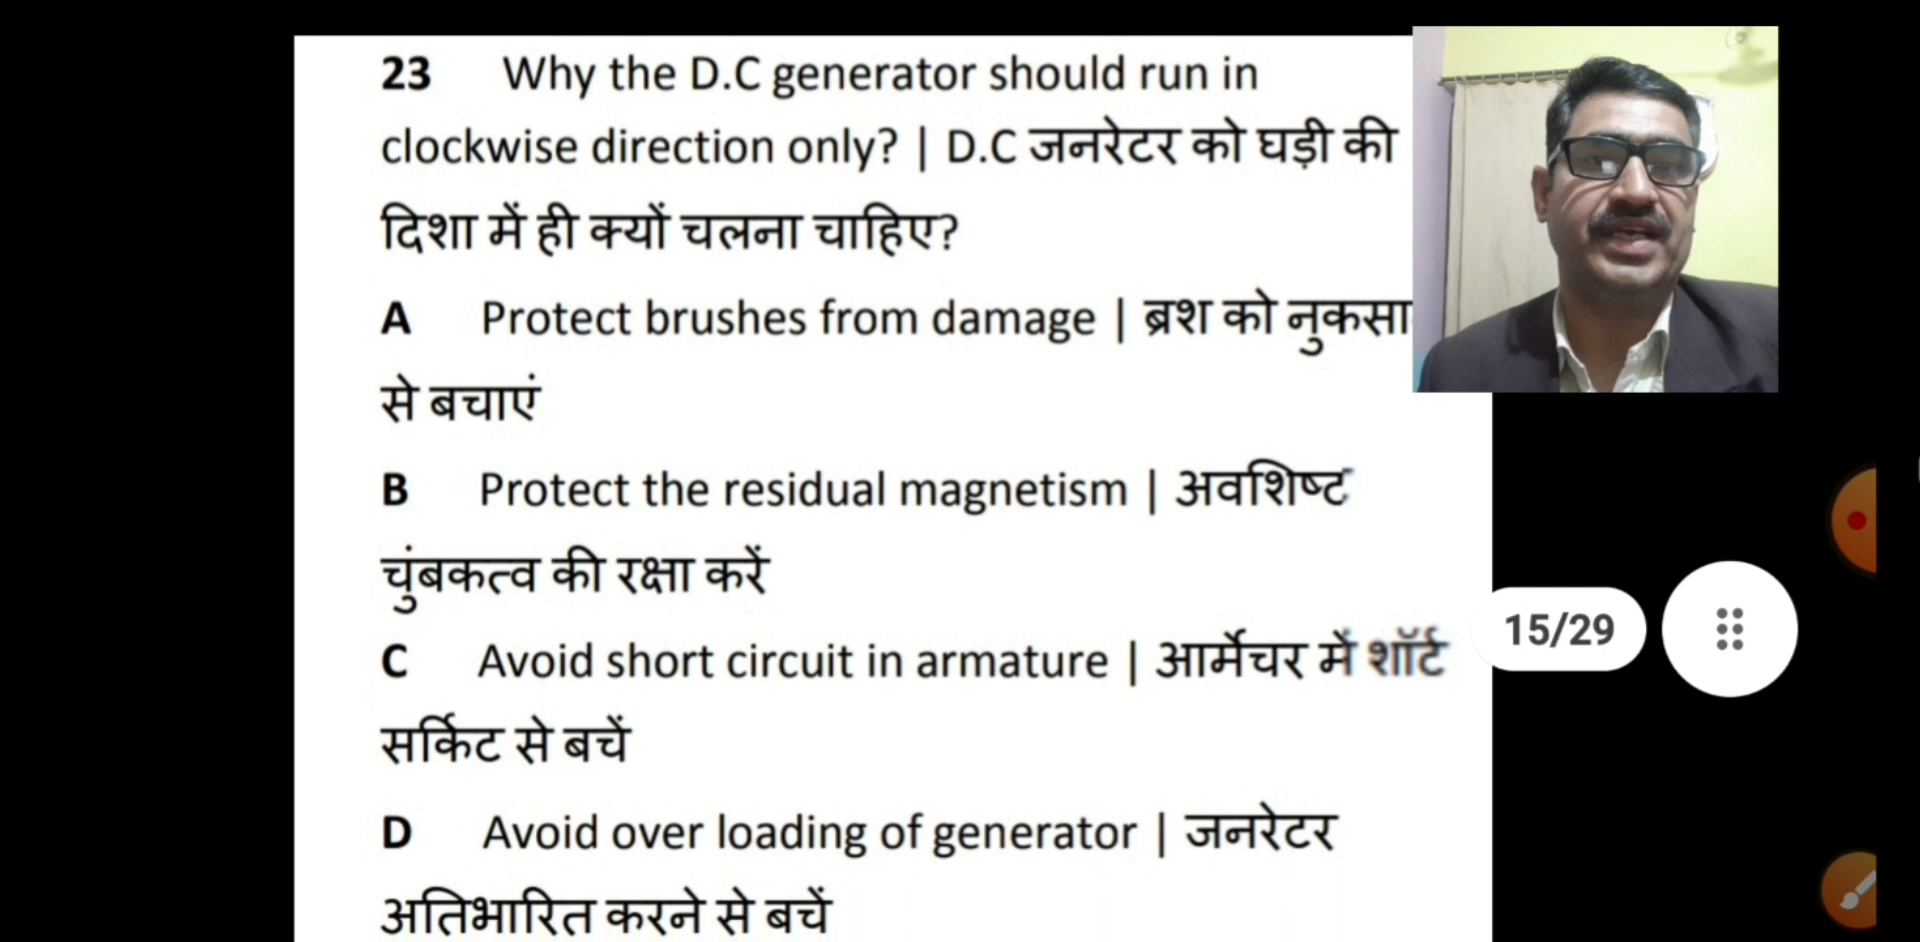 23 Why the D.C generator should run in
clockwise direction only? | D.C जनरेटर को घड़ी की
दिशा में ही क्यों चलना चाहिए?
A Protect brushes from damage | ब्रश को
से बचाएं
B Protect the residual magnetism | अवशिष्ट
चुंबकत्व की रक्षा करें
C Avoid short circuit in armature | आर्मेचर में शॉर्ट
सर्किट से बचें
15/29
D Avoid over loading of generator | जनरेटर
अतिभारित करने से बचें